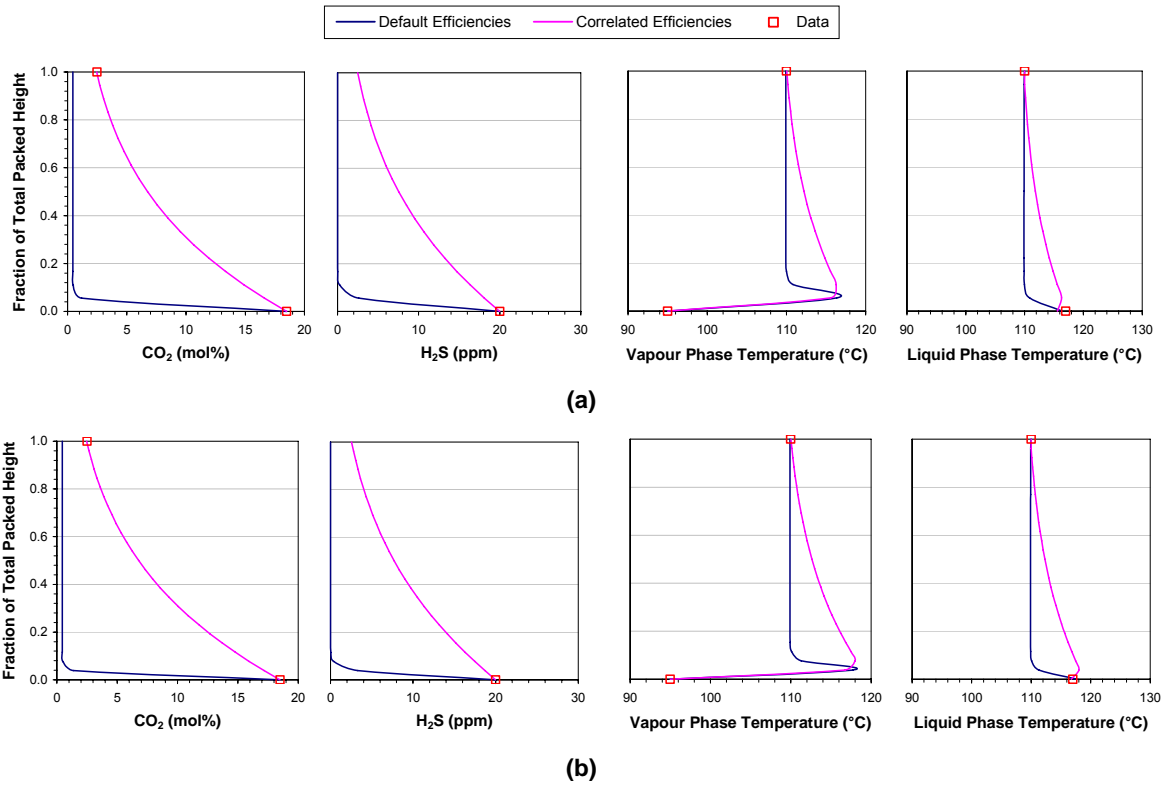 Default Efficiencies Correlated Efficiencies Data
Fraction of Total Packed Height
1.0
0.8
0.6
0.4
0.2
0.0
0 5 10 15 20
CO₂ (mol%)
0 10 20 30
H₂S (ppm)
90 100 110 120
Vapour Phase Temperature (°C)
90 100 110 120 130
Liquid Phase Temperature (°C)
(a)
Fraction of Total Packed Height
1.0
0.8
0.6
0.4
0.2
0.0
0 5 10 15 20
CO₂ (mol%)
0 10 20 30
H₂S (ppm)
90 100 110 120
Vapour Phase Temperature (°C)
90 100 110 120 130
Liquid Phase Temperature (°C)
(b)